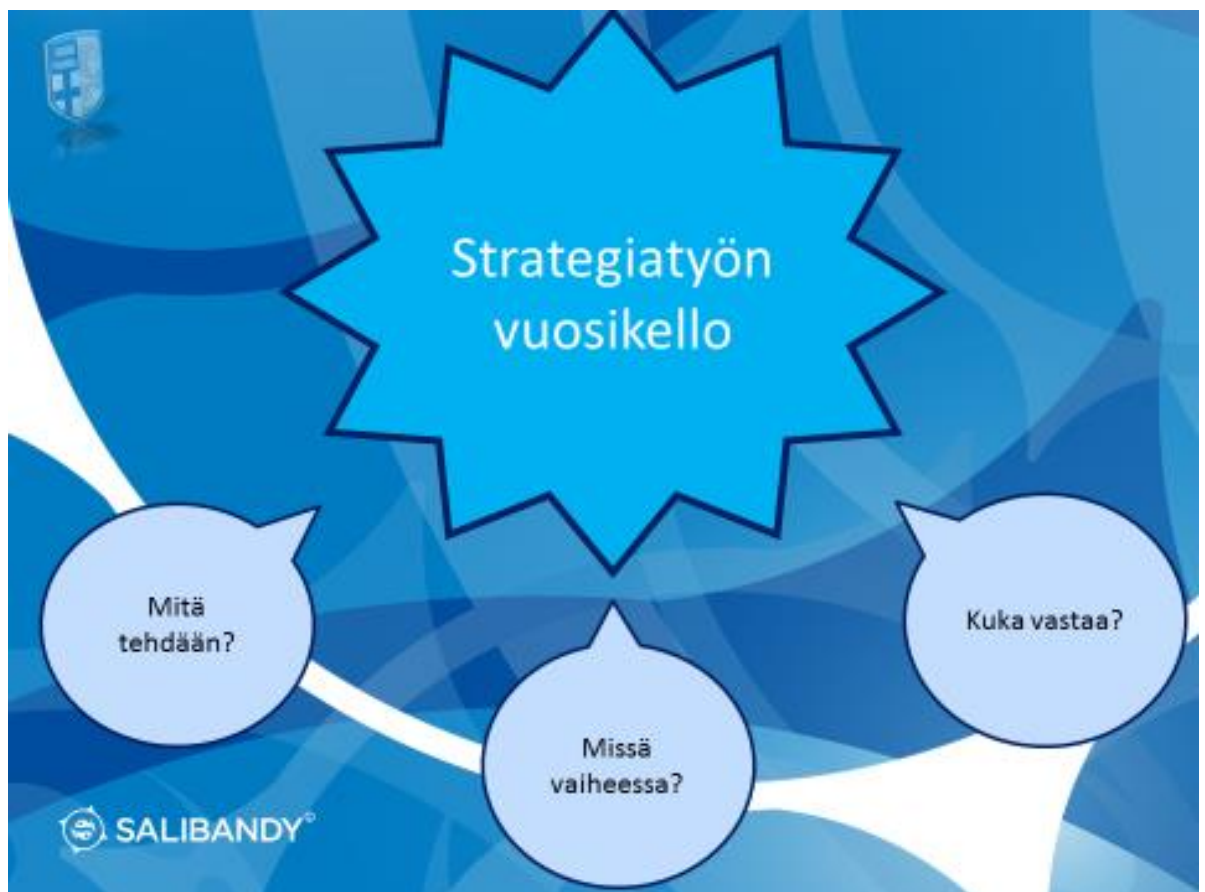 Strategiatyön
vuosikello
Mitä
tehdään?
Missä
vaiheessa?
Kuka vastaa?
SALIBANDY